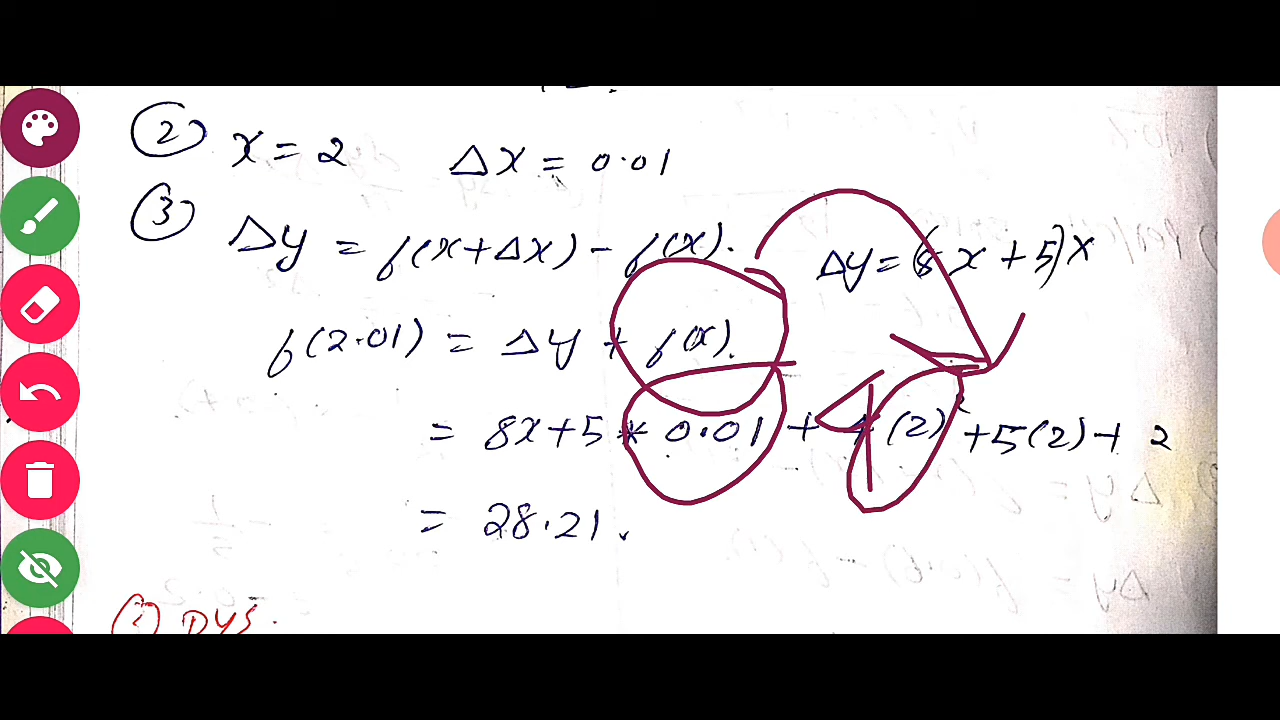 ② x = 2 Δx = 0.01
③ Δy = f(x+Δx) - f(x). Δy = (8x + 5)x
f(2.01) = Δy + f(x).
= 8x+5 * 0.01 + 4(2)² +5(2)+ 2
= 28.21.